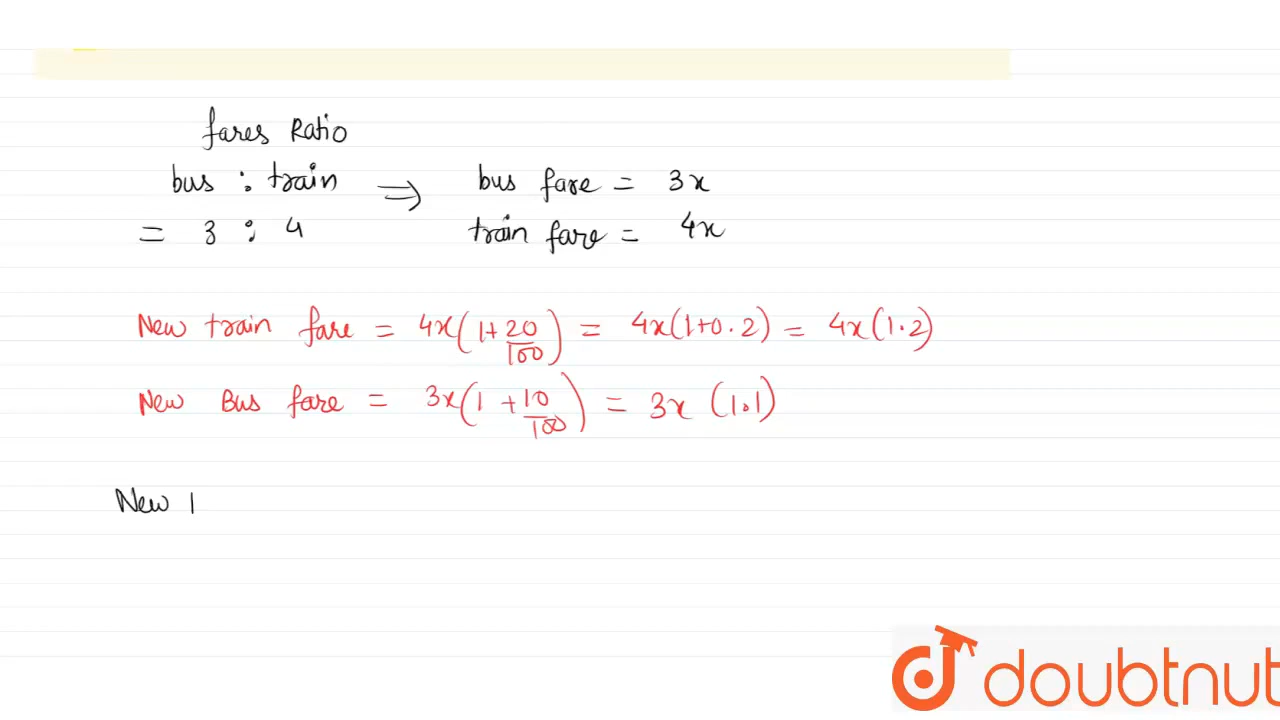 fares Ratio
bus : train ⇒ bus fare = 3x
= 3 : 4 train fare = 4x
New train fare = 4x(1+20/100) = 4x(1+0.2) = 4x(1.2)
New Bus fare = 3x(1+10/100) = 3x (1.1)
New
doubtnut